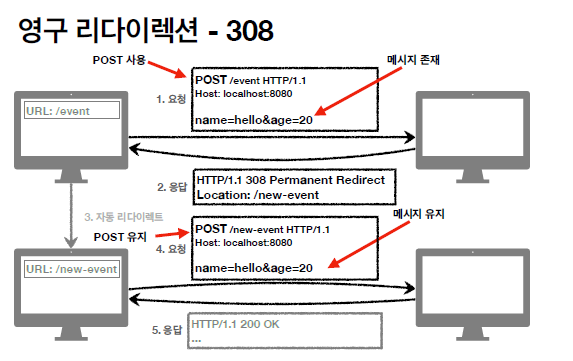 영구 리다이렉션 - 308
POST 사용
메시지 존재
1. 요청
POST /event HTTP/1.1
Host: localhost:8080
name=hello&age=20
URL: /event
2. 응답
HTTP/1.1 308 Permanent Redirect
Location: /new-event
3. 자동 리다이렉트
POST 유지
메시지 유지
4. 요청
POST /new-event HTTP/1.1
Host: localhost:8080
name=hello&age=20
URL: /new-event
5. 응답
HTTP/1.1 200 OK
...